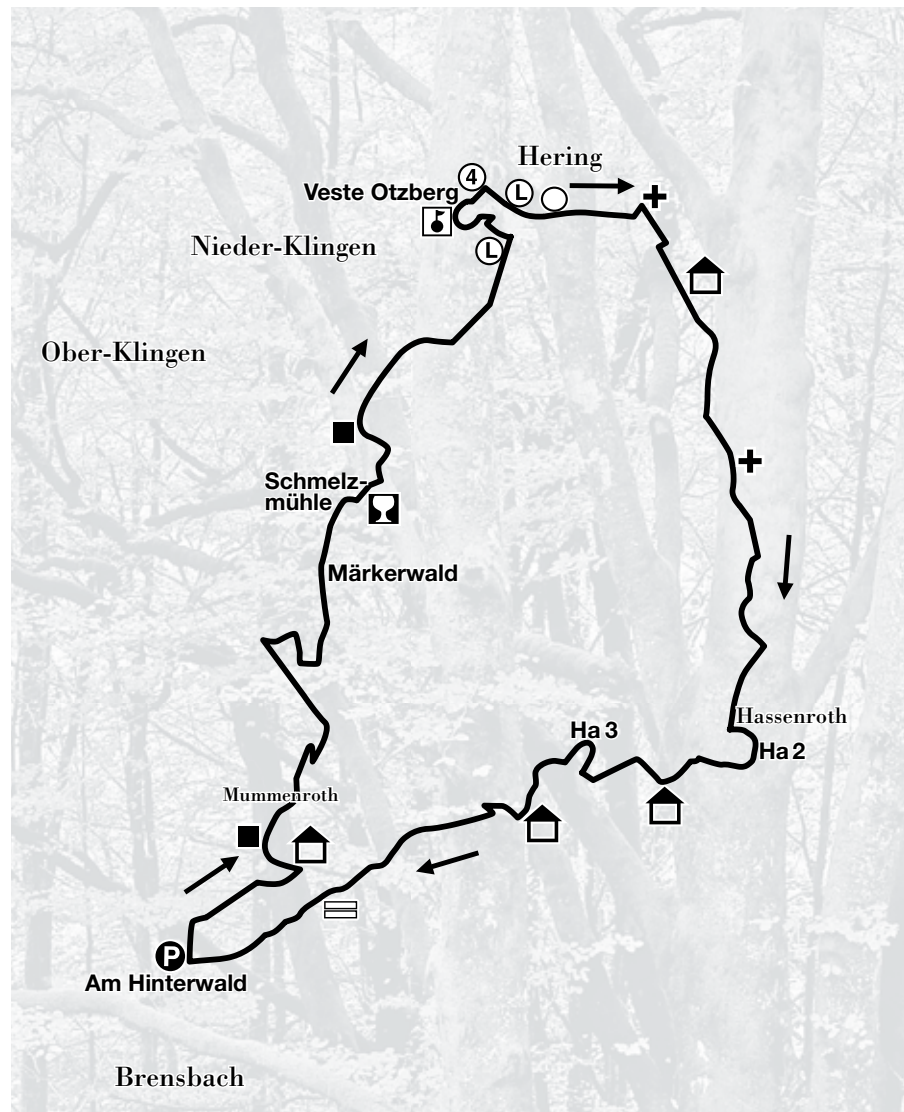 Hering
4
L
Veste Otzberg
Nieder-Klingen
L
Ober-Klingen
Schmelz-
mühle
Märkerwald
Hassenroth
Ha 3
Ha 2
Mummenroth
P
Am Hinterwald
Brensbach